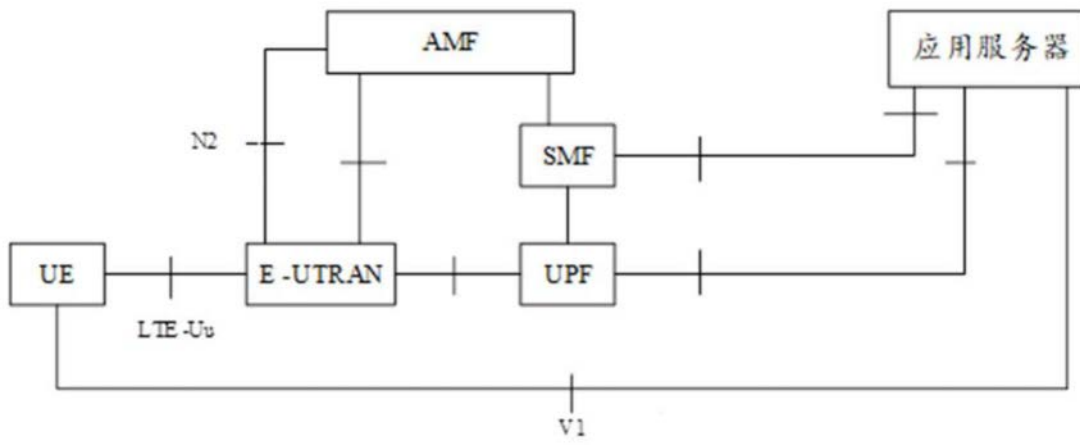 AMF
应用服务器
N2
SMF
UE
E-UTRAN
UPF
LTE-Uu
V1